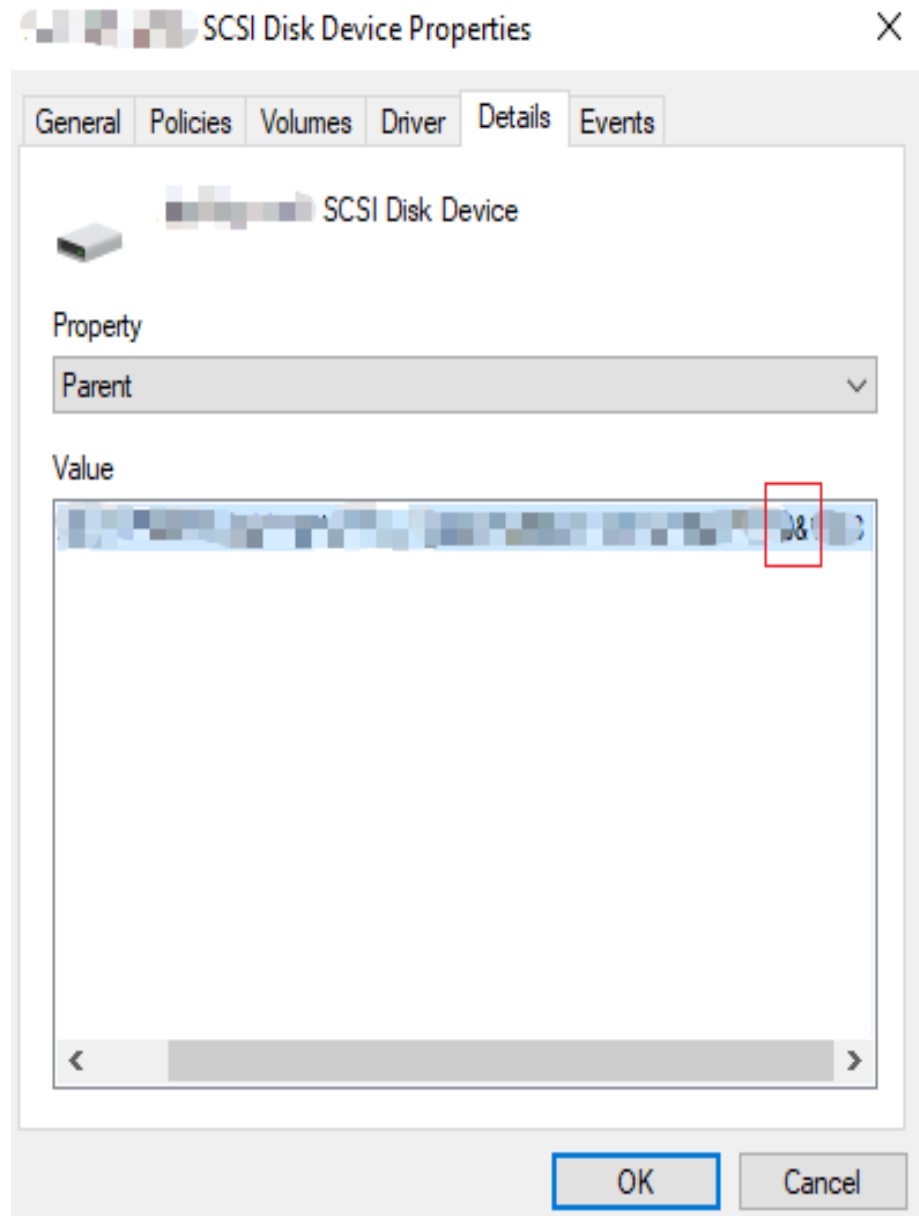 SCSI Disk Device Properties
General Policies Volumes Driver Details Events
SCSI Disk Device
Property
Parent
Value
OK Cancel